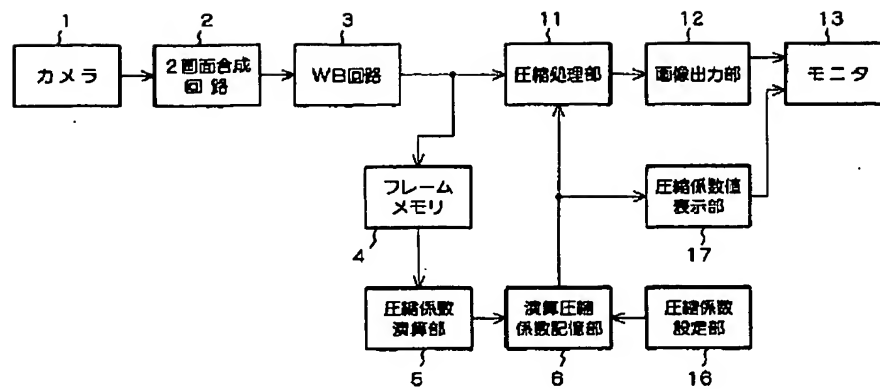 1
2
3
11
12
13
カメラ
2画面合成
回路
WB回路
圧縮処理部
画像出力部
モニタ
フレーム
メモリ
圧縮係数値
表示部
4
17
圧縮係数
演算部
演算圧縮
係数記憶部
圧縮係数
設定部
5
6
16